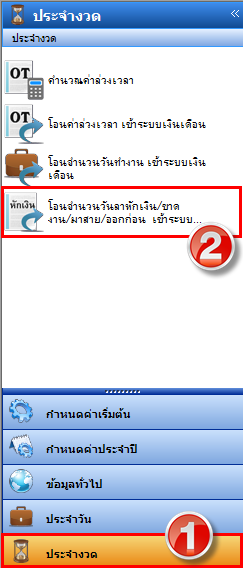 ประจำงวด «
ประจำงวด
OT คำนวณค่าล่วงเวลา
OT โอนค่าล่วงเวลา เข้าระบบเงินเดือน
โอนจำนวนวันทำงาน เข้าระบบเงิน
เดือน
หักเงิน โอนจำนวนวันลาหักเงิน/ขาด
งาน/มาสาย/ออกก่อน เข้าระบบ...
2
กำหนดค่าเริ่มต้น
กำหนดค่าประจำปี
ข้อมูลทั่วไป
ประจำวัน
1
ประจำงวด